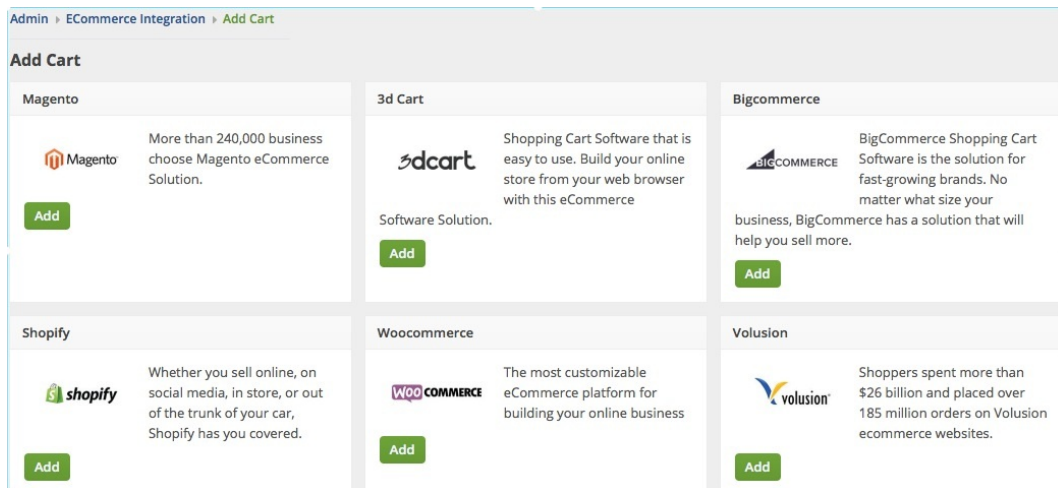 Admin ▸ ECommerce Integration ▸ Add Cart
Add Cart
Magento
Magento
More than 240,000 business
choose Magento eCommerce
Solution.
Add
3d Cart
3dcart
Shopping Cart Software that is
easy to use. Build your online
store from your web browser
with this eCommerce
Software Solution.
Add
Bigcommerce
BIGCOMMERCE
BigCommerce Shopping Cart
Software is the solution for
fast-growing brands. No
matter what size your
business, BigCommerce has a solution that will
help you sell more.
Add
Shopify
shopify
Whether you sell online, on
social media, in store, or out
of the trunk of your car,
Shopify has you covered.
Add
Woocommerce
WOO COMMERCE
The most customizable
eCommerce platform for
building your online business
Add
Volusion
volusion
Shoppers spent more than
$26 billion and placed over
185 million orders on Volusion
ecommerce websites.
Add